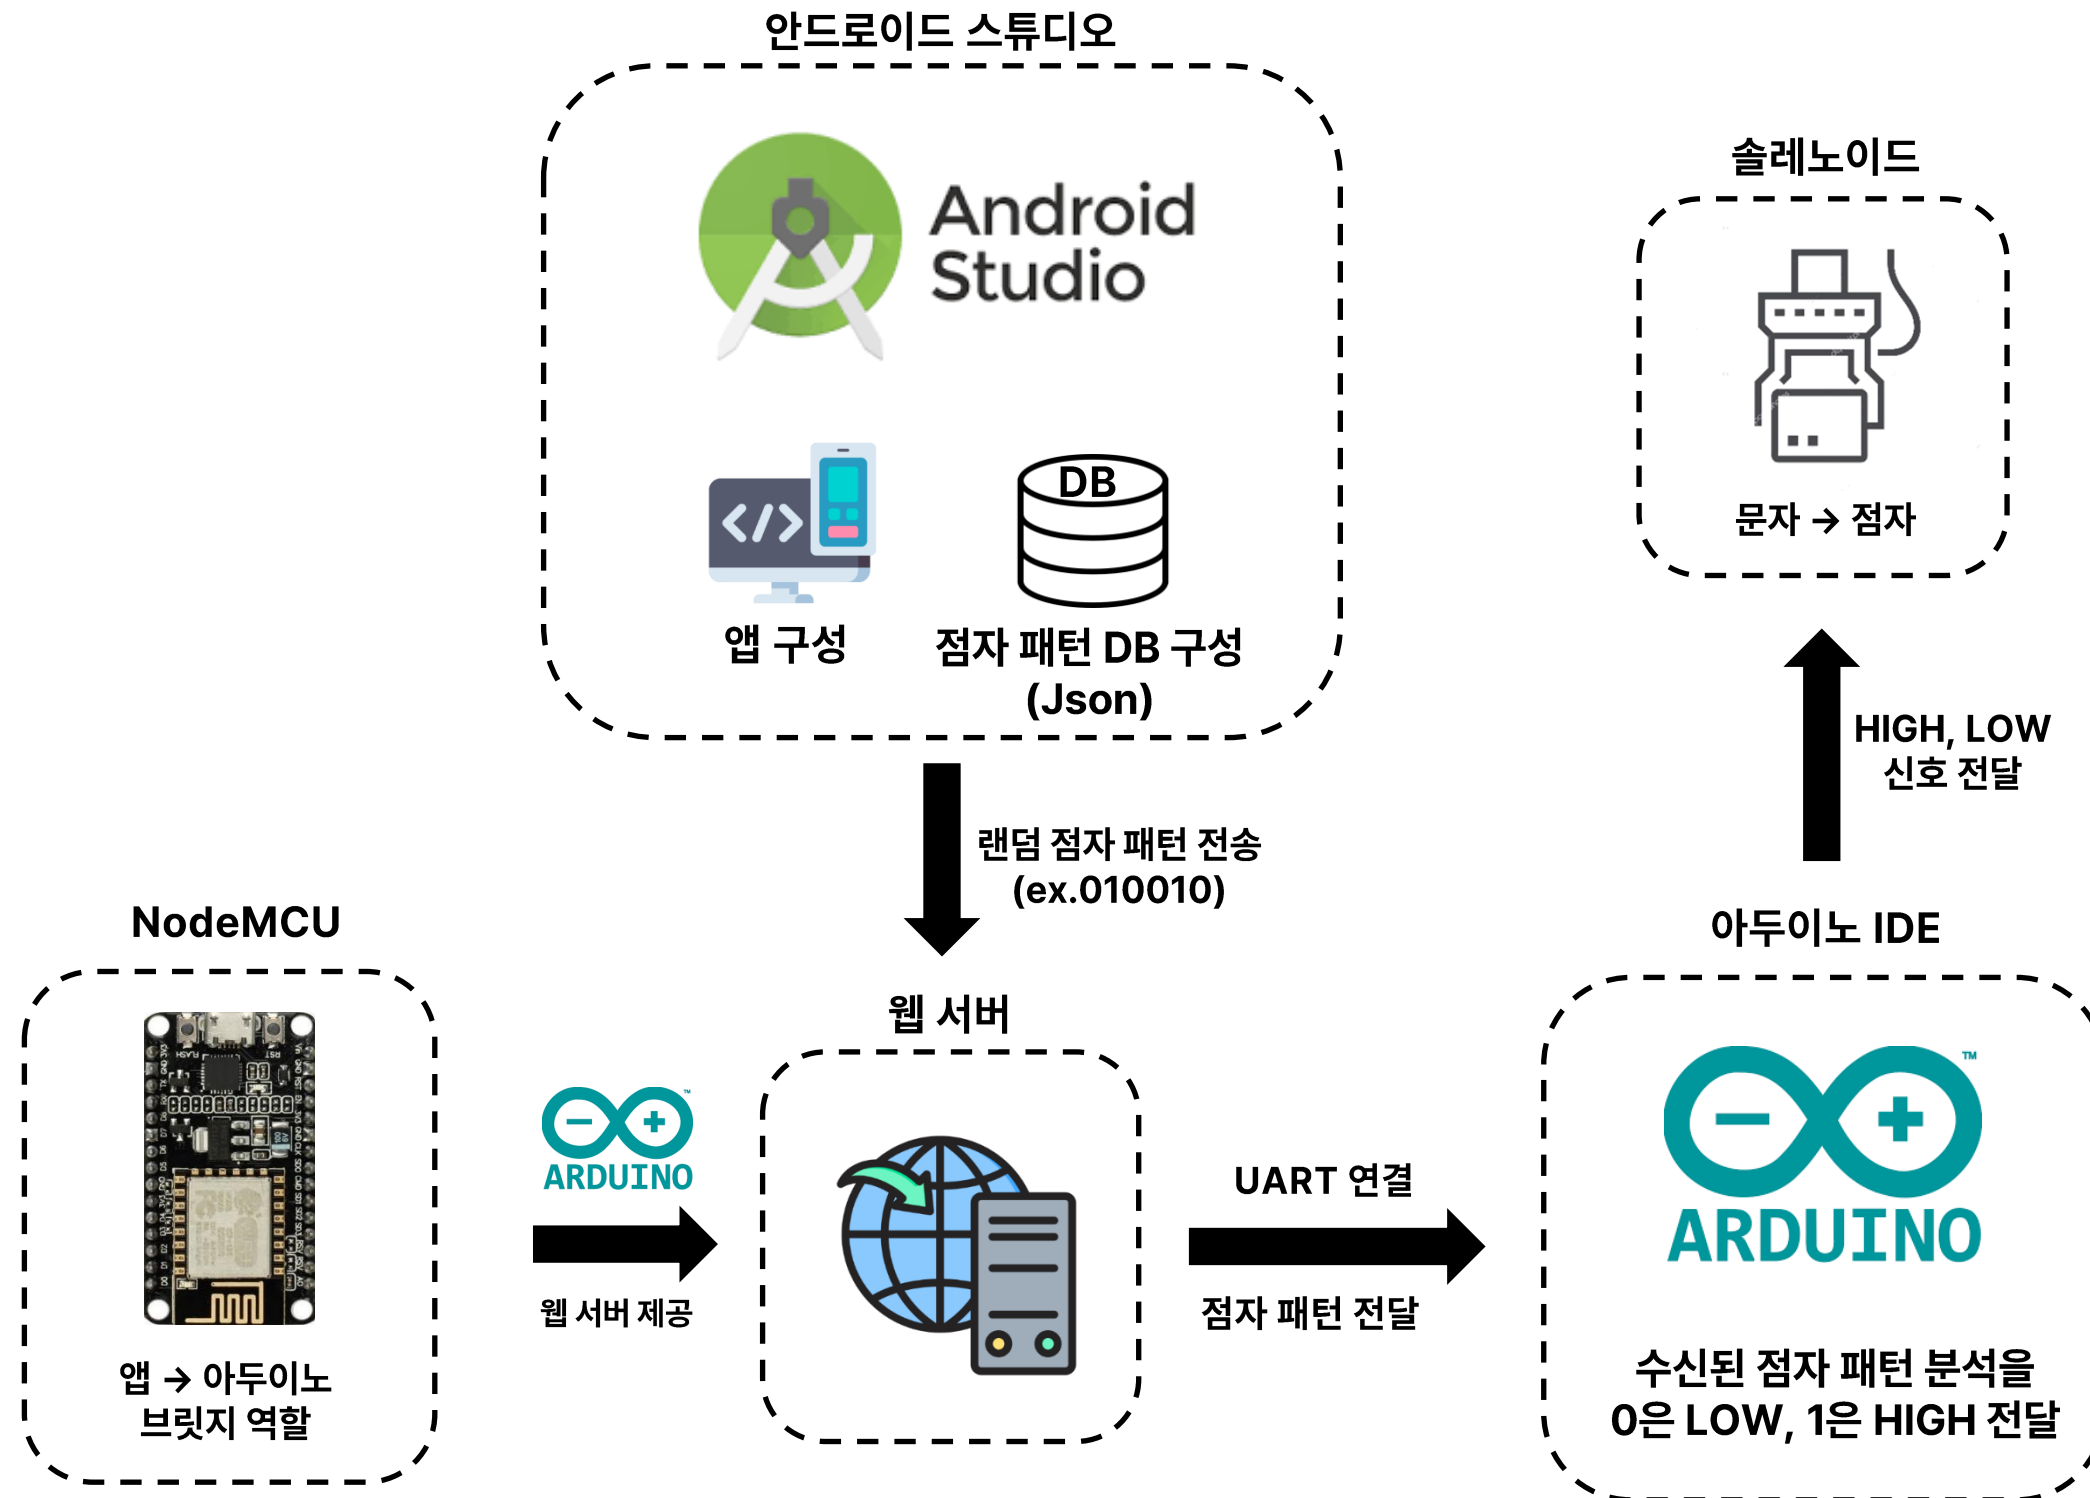 안드로이드 스튜디오
Android
Studio
DB
앱 구성
점자 패턴 DB 구성
(Json)
솔레노이드
문자 → 점자
HIGH, LOW
신호 전달
랜덤 점자 패턴 전송
(ex.010010)
NodeMCU
FLASH
RST
앱 → 아두이노
브릿지 역할
ARDUINO
웹 서버 제공
웹 서버
UART 연결
점자 패턴 전달
아두이노 IDE
TM
ARDUINO
수신된 점자 패턴 분석을
0은 LOW, 1은 HIGH 전달